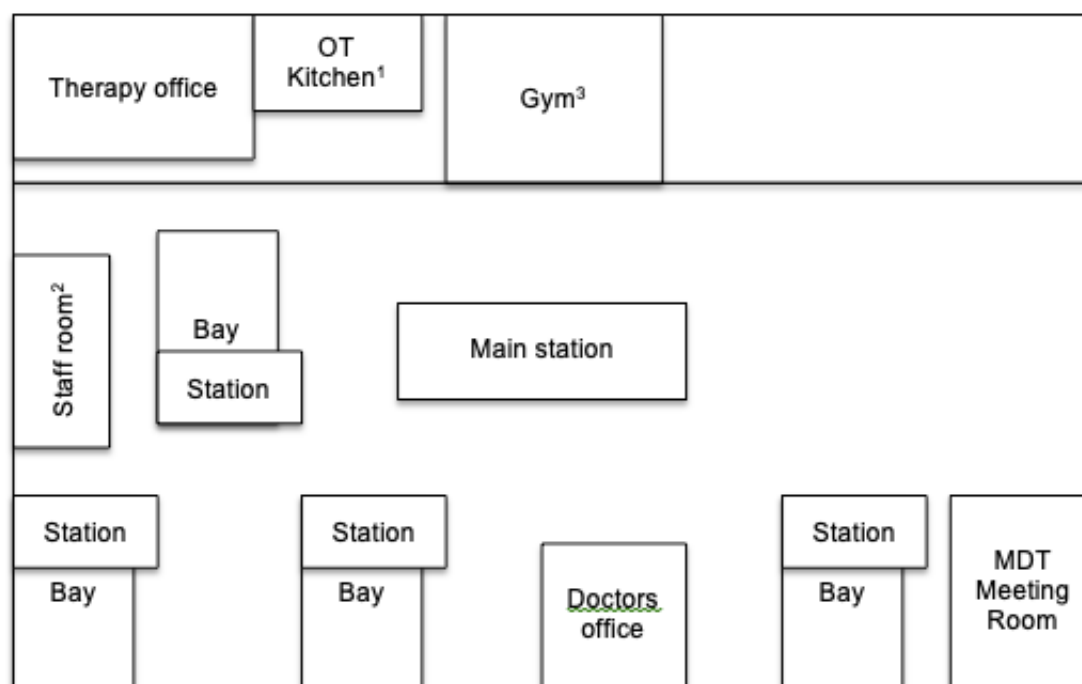 Therapy office
OT
Kitchen¹
Gym³
Staff room²
Bay
Station
Main station
Station
Bay
Station
Bay
Doctors
office
Station
Bay
MDT
Meeting
Room